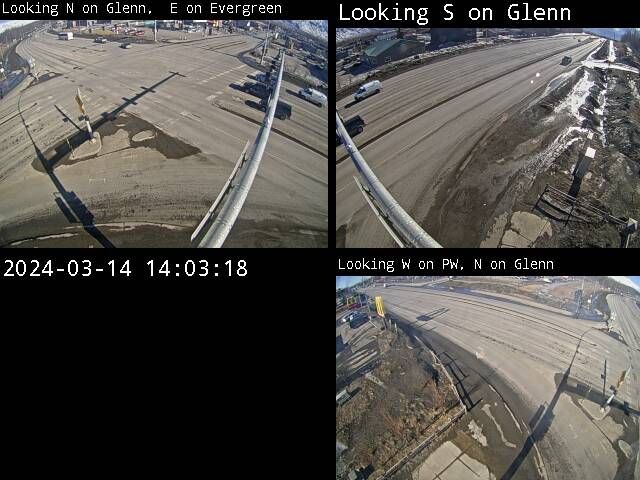 Looking N on Glenn,  E on Evergreen
Looking S on Glenn
2024-03-14 14:03:18
Looking W on PW, N on Glenn